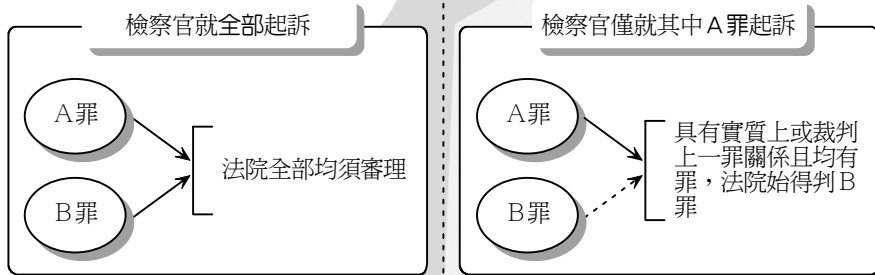 檢察官就全部起訴
A罪
B罪
法院全部均須審理
檢察官僅就其中A罪起訴
A罪
B罪
具有實質上或裁判
上一罪關係且均有
罪，法院始得判B
罪